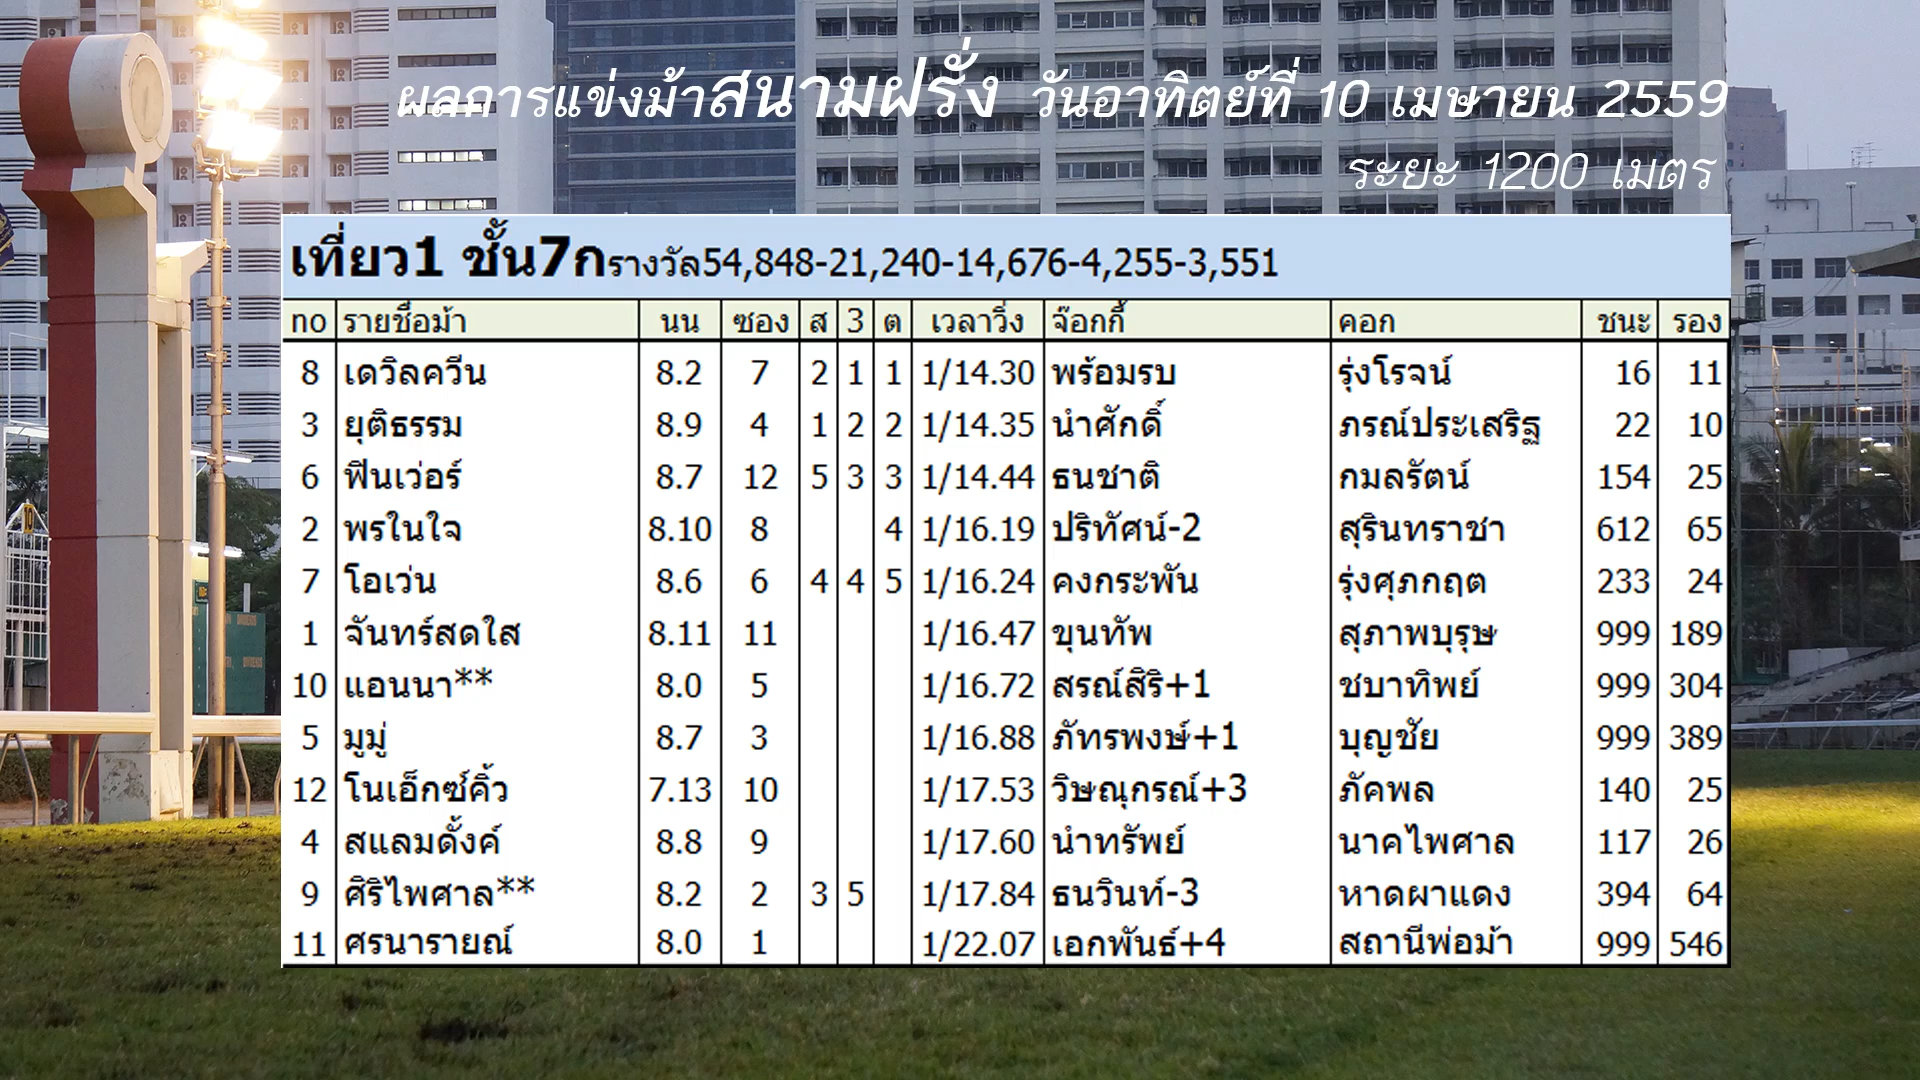 ผลการแข่งม้าสนามฝรั่ง วันอาทิตย์ที่ 10 เมษายน 2559
ระยะ 1200 เมตร
เที่ยว1 ชั้น7ก รางวัล54,848-21,240-14,676-4,255-3,551
no รายชื่อม้า นน ซอง ส 3 ต เวลาวิ่ง จ๊อกกี้ คอก ชนะ รอง
8 เดวิลควีน 8.2 7 2 1 1 1/14.30 พร้อมรบ รุ่งโรจน์ 16 11
3 ยุติธรรม 8.9 4 1 2 2 1/14.35 นำศักดิ์ ภรณ์ประเสริฐ 22 10
6 ฟินเว่อร์ 8.7 12 5 3 3 1/14.44 ธนชาติ กมลรัตน์ 154 25
2 พรในใจ 8.10 8 4 1/16.19 ปริทัศน์-2 สุรินทราชา 612 65
7 โอเว่น 8.6 6 4 4 5 1/16.24 คงกระพัน รุ่งศุภกฤต 233 24
1 จันทร์สดใส 8.11 11 1/16.47 ขุนทัพ สุภาพบุรุษ 999 189
10 แอนนา** 8.0 5 1/16.72 สรณ์สิริ+1 ชบาทิพย์ 999 304
5 มูมู่ 8.7 3 1/16.88 ภัทรพงษ์+1 บุญชัย 999 389
12 โนเอ็กซ์คิ้ว 7.13 10 1/17.53 วิษณุกรณ์+3 ภัคพล 140 25
4 สแลมดั้งค์ 8.8 9 1/17.60 นำทรัพย์ นาคไพศาล 117 26
9 ศิริไพศาล** 8.2 2 3 5 1/17.84 ธนวินท์-3 หาดผาแดง 394 64
11 ศรนารายณ์ 8.0 1 1/22.07 เอกพันธ์+4 สถานีพ่อม้า 999 546